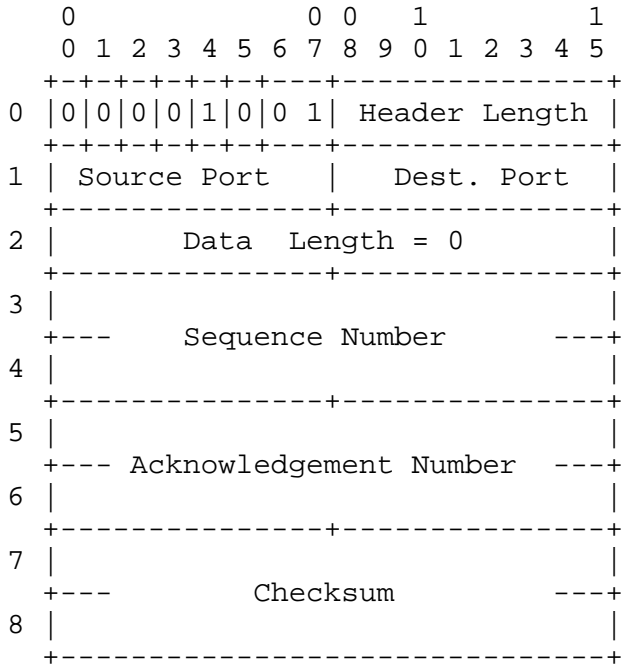 0             0 0   1         1
    0 1 2 3 4 5 6 7 8 9 0 1 2 3 4 5
   +-+-+-+-+-+-+---+---------------+
0  |0|0|0|0|1|0|0 1| Header Length |
   +-+-+-+-+-+-+---+---------------+
1  | Source Port   |   Dest. Port  |
   +---------------+---------------+
2  |       Data  Length = 0        |
   +---------------+---------------+
3  |                               |
   +---    Sequence Number      ---+
4  |                               |
   +---------------+---------------+
5  |                               |
   +--- Acknowledgement Number  ---+
6  |                               |
   +---------------+---------------+
7  |                               |
   +---        Checksum         ---+
8  |                               |
   +-------------------------------+